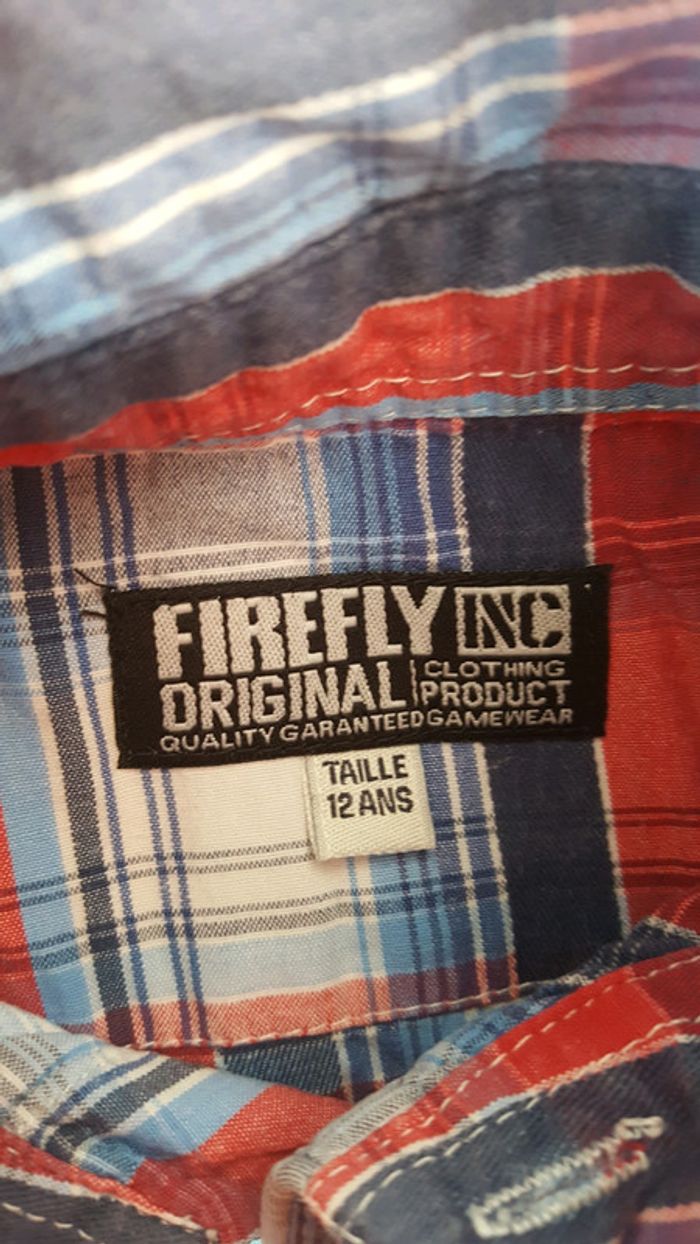 FIREFLY INC
ORIGINAL CLOTHING PRODUCT
QUALITY GARANTEED GAMEWEAR
TAILLE
12 ANS